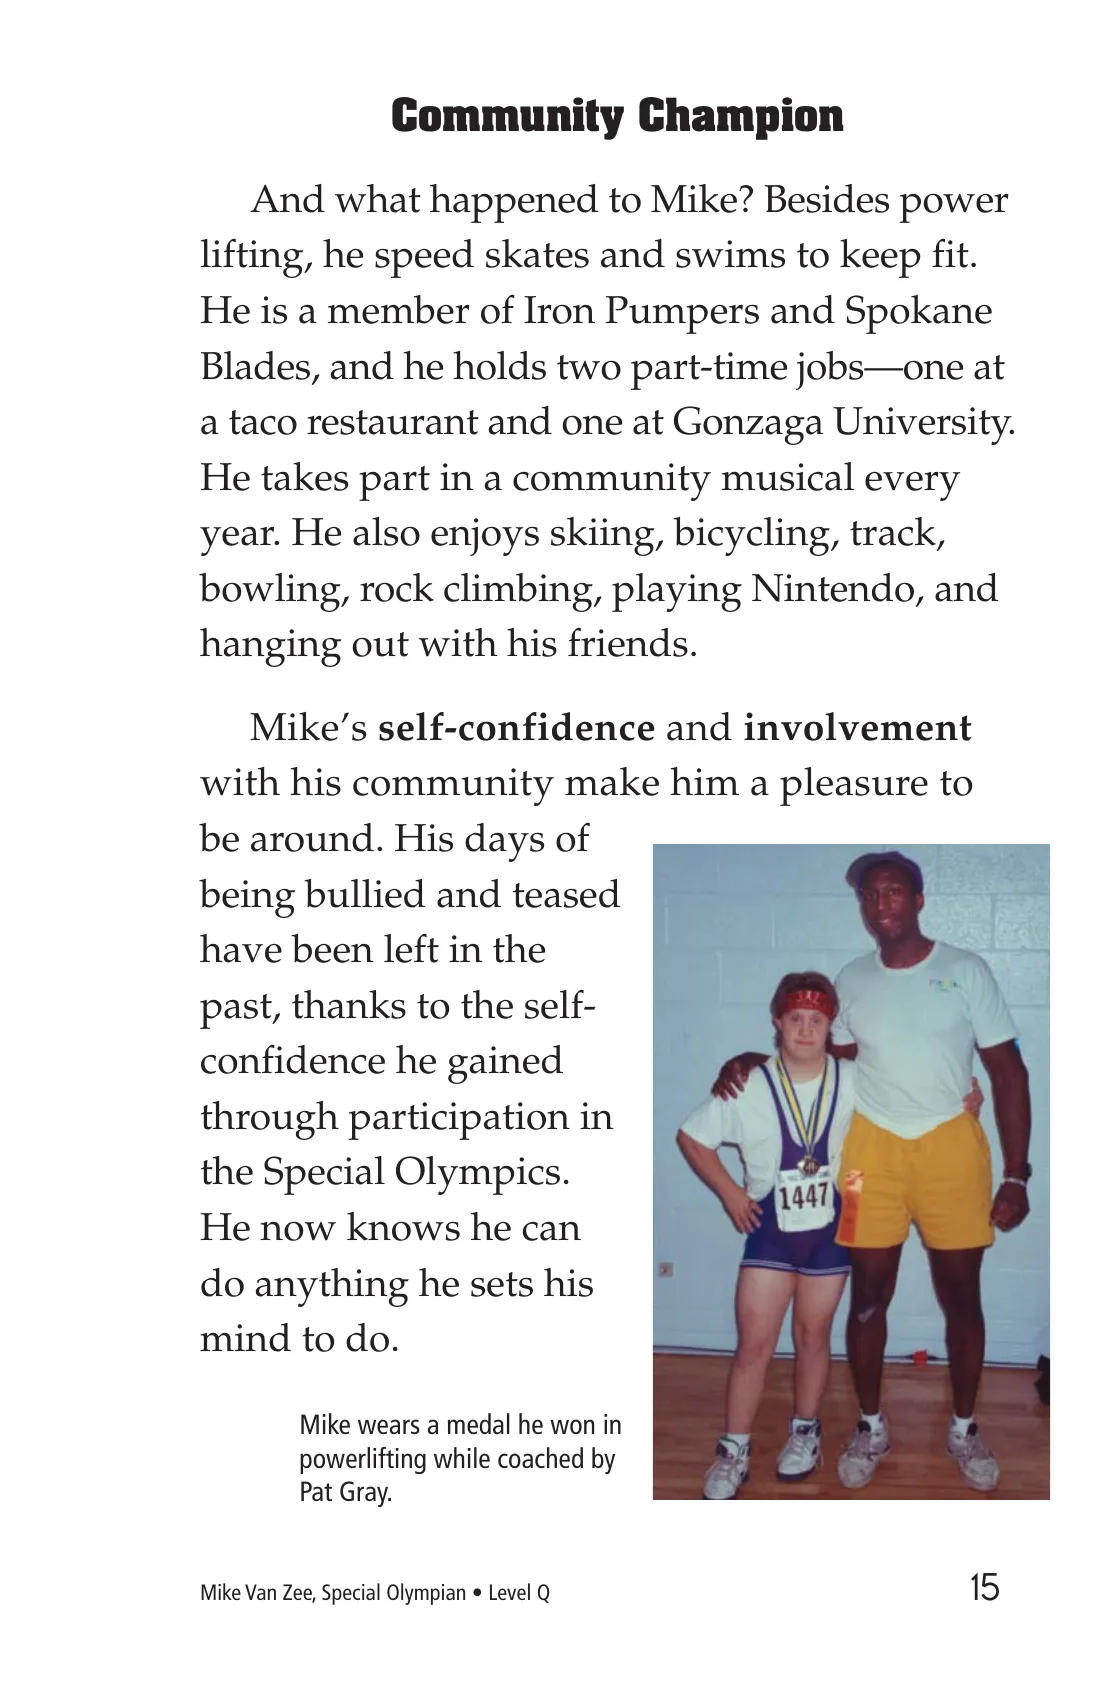 Community Champion
And what happened to Mike? Besides power
lifting, he speed skates and swims to keep fit.
He is a member of Iron Pumpers and Spokane
Blades, and he holds two part-time jobs—one at
a taco restaurant and one at Gonzaga University.
He takes part in a community musical every
year. He also enjoys skiing, bicycling, track,
bowling, rock climbing, playing Nintendo, and
hanging out with his friends.
Mike’s self-confidence and involvement
with his community make him a pleasure to
be around. His days of
being bullied and teased
have been left in the
past, thanks to the self-
confidence he gained
through participation in
the Special Olympics.
He now knows he can
do anything he sets his
mind to do.
1447
Mike wears a medal he won in
powerlifting while coached by
Pat Gray.
Mike Van Zee, Special Olympian • Level Q
15